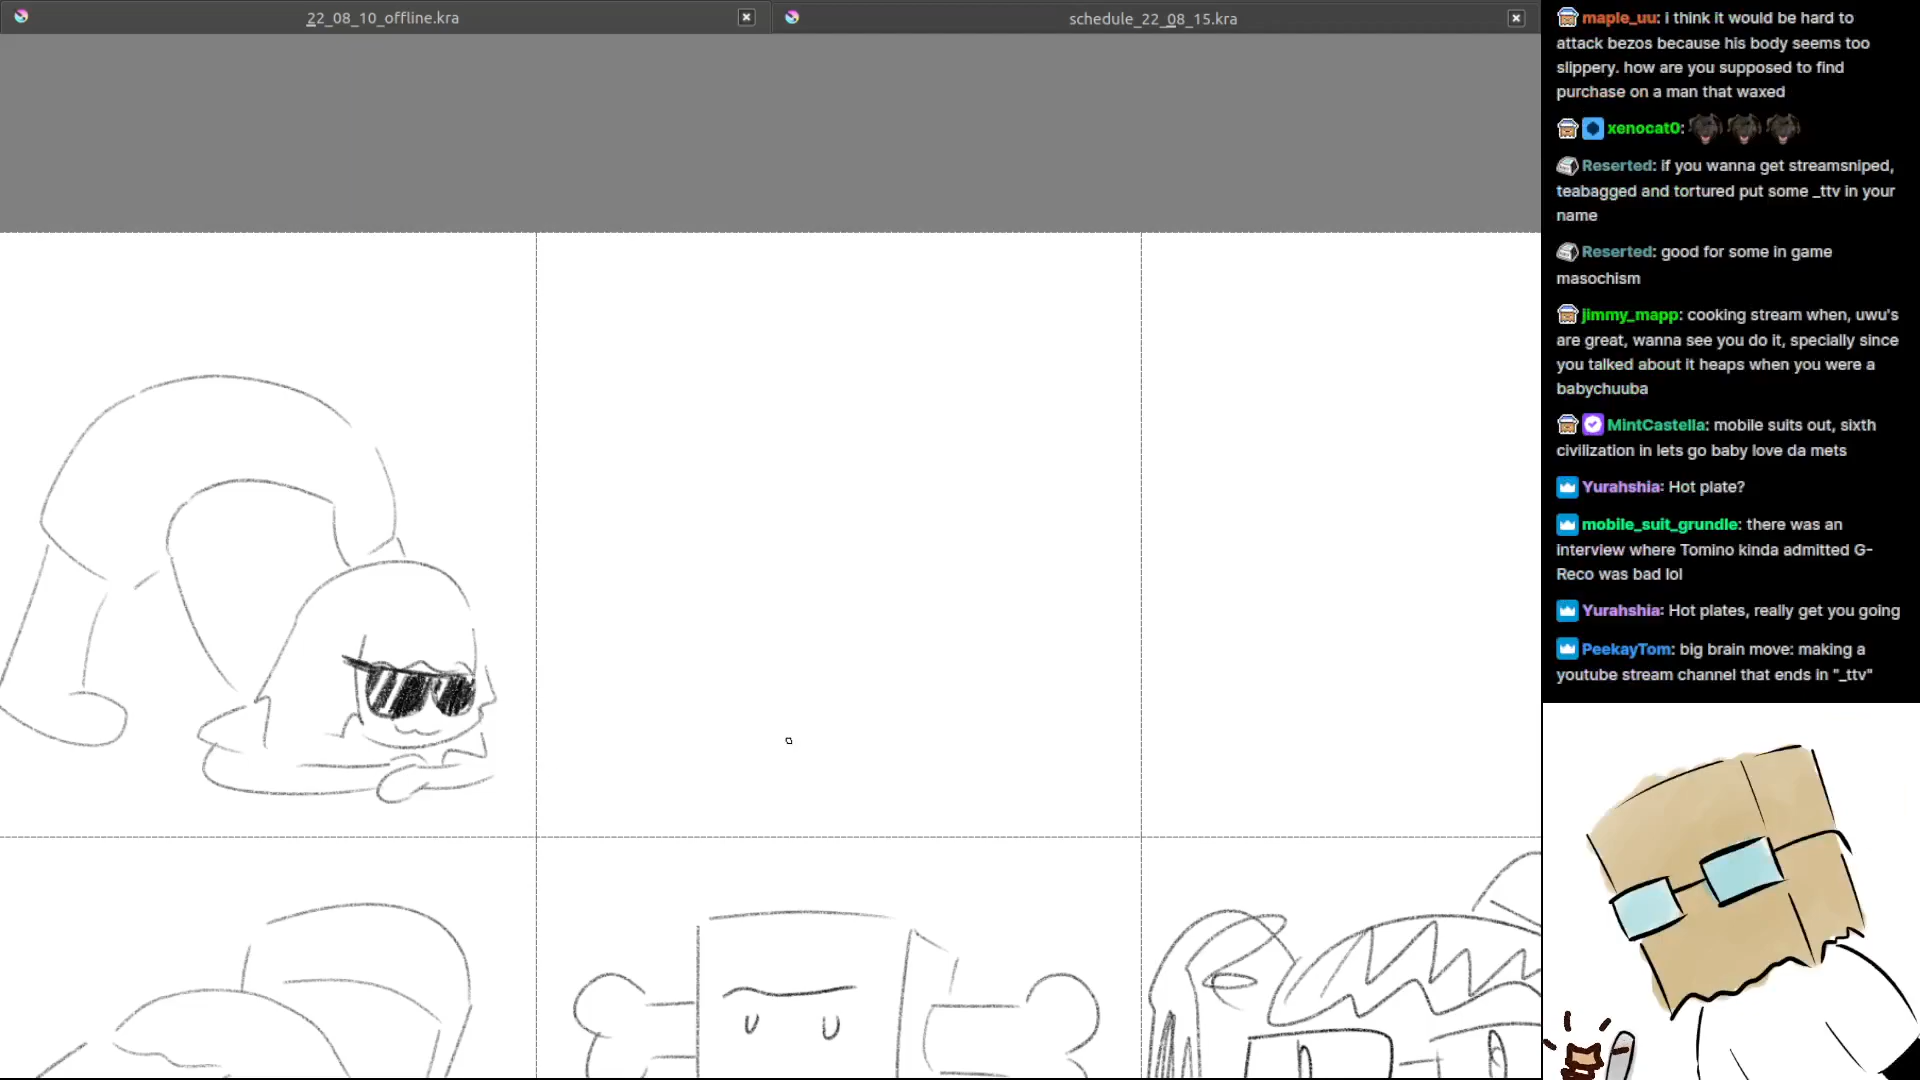 22_08_10_offline.kra
schedule_22_08_15.kra
maple_uu: i think it would be hard to
attack bezos because his body seems too
slippery. how are you supposed to find
purchase on a man that waxed
xenocat0:
Reserted: if you wanna get streamsniped,
teabagged and tortured put some _ttv in your
name
Reserted: good for some in game
masochism
jimmy_mapp: cooking stream when, uwu's
are great, wanna see you do it, specially since
you talked about it heaps when you were a
babychuuba
MintCastella: mobile suits out, sixth
civilization in lets go baby love da mets
Yurahshia: Hot plate?
mobile_suit_grundle: there was an
interview where Tomino kinda admitted G-
Reco was bad lol
Yurahshia: Hot plates, really get you going
PeekayTom: big brain move: making a
youtube stream channel that ends in "_ttv"